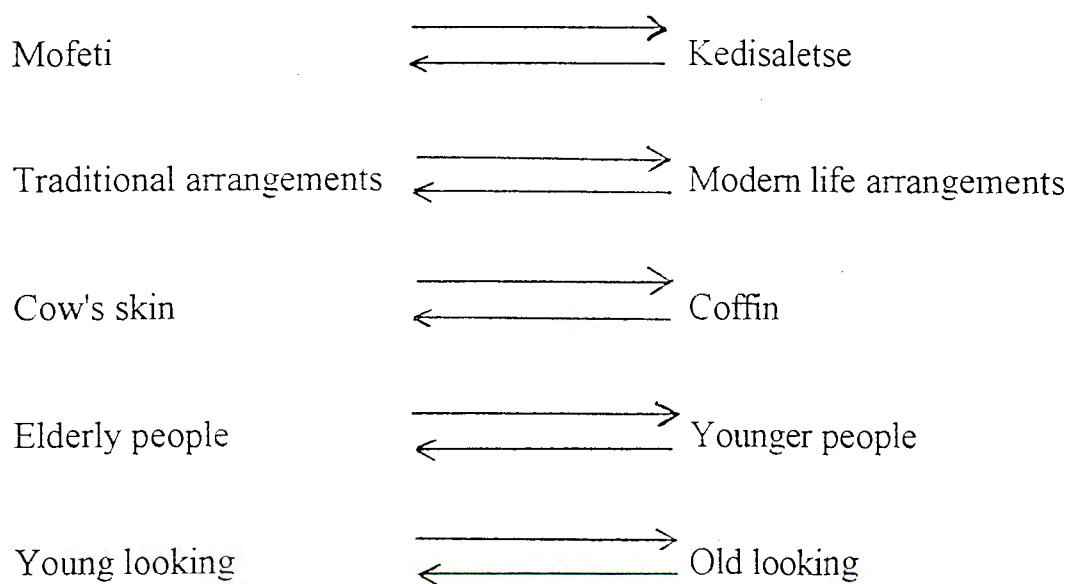 Mofeti Kedisaletse
Traditional arrangements Modern life arrangements
Cow's skin Coffin
Elderly people Younger people
Young looking Old looking